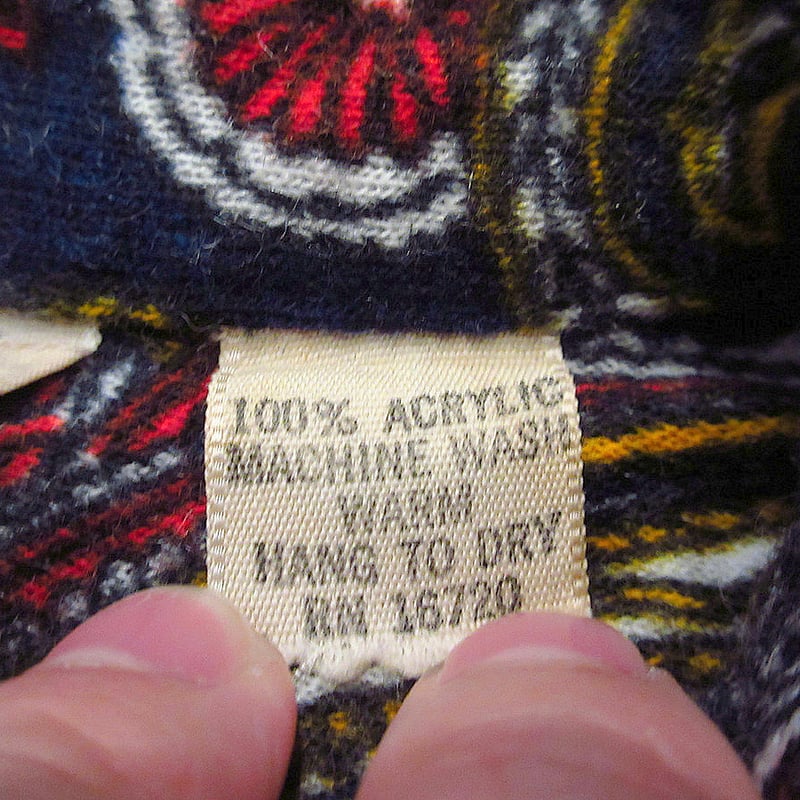 100% ACRYLIC
MACHINE WASH
WARM
HANG TO DRY
RN 16720